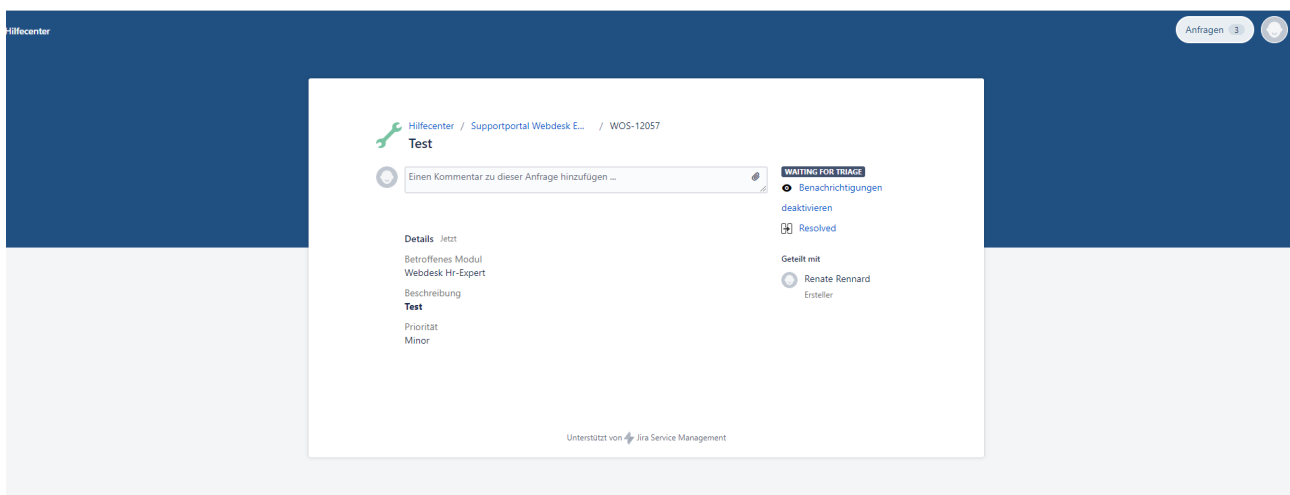 Hilfecenter
Anfragen 3
Hilfecenter / Supportportal Webdesk E... / WOS-12057
Test
Einen Kommentar zu dieser Anfrage hinzufügen ...
WAITING FOR TRIAGE
Benachrichtigungen
deaktivieren
Resolved
Details Jetzt
Betroffenes Modul
Webdesk Hr-Expert
Beschreibung
Test
Priorität
Minor
Geteilt mit
Renate Rennard
Ersteller
Unterstützt von Jira Service Management